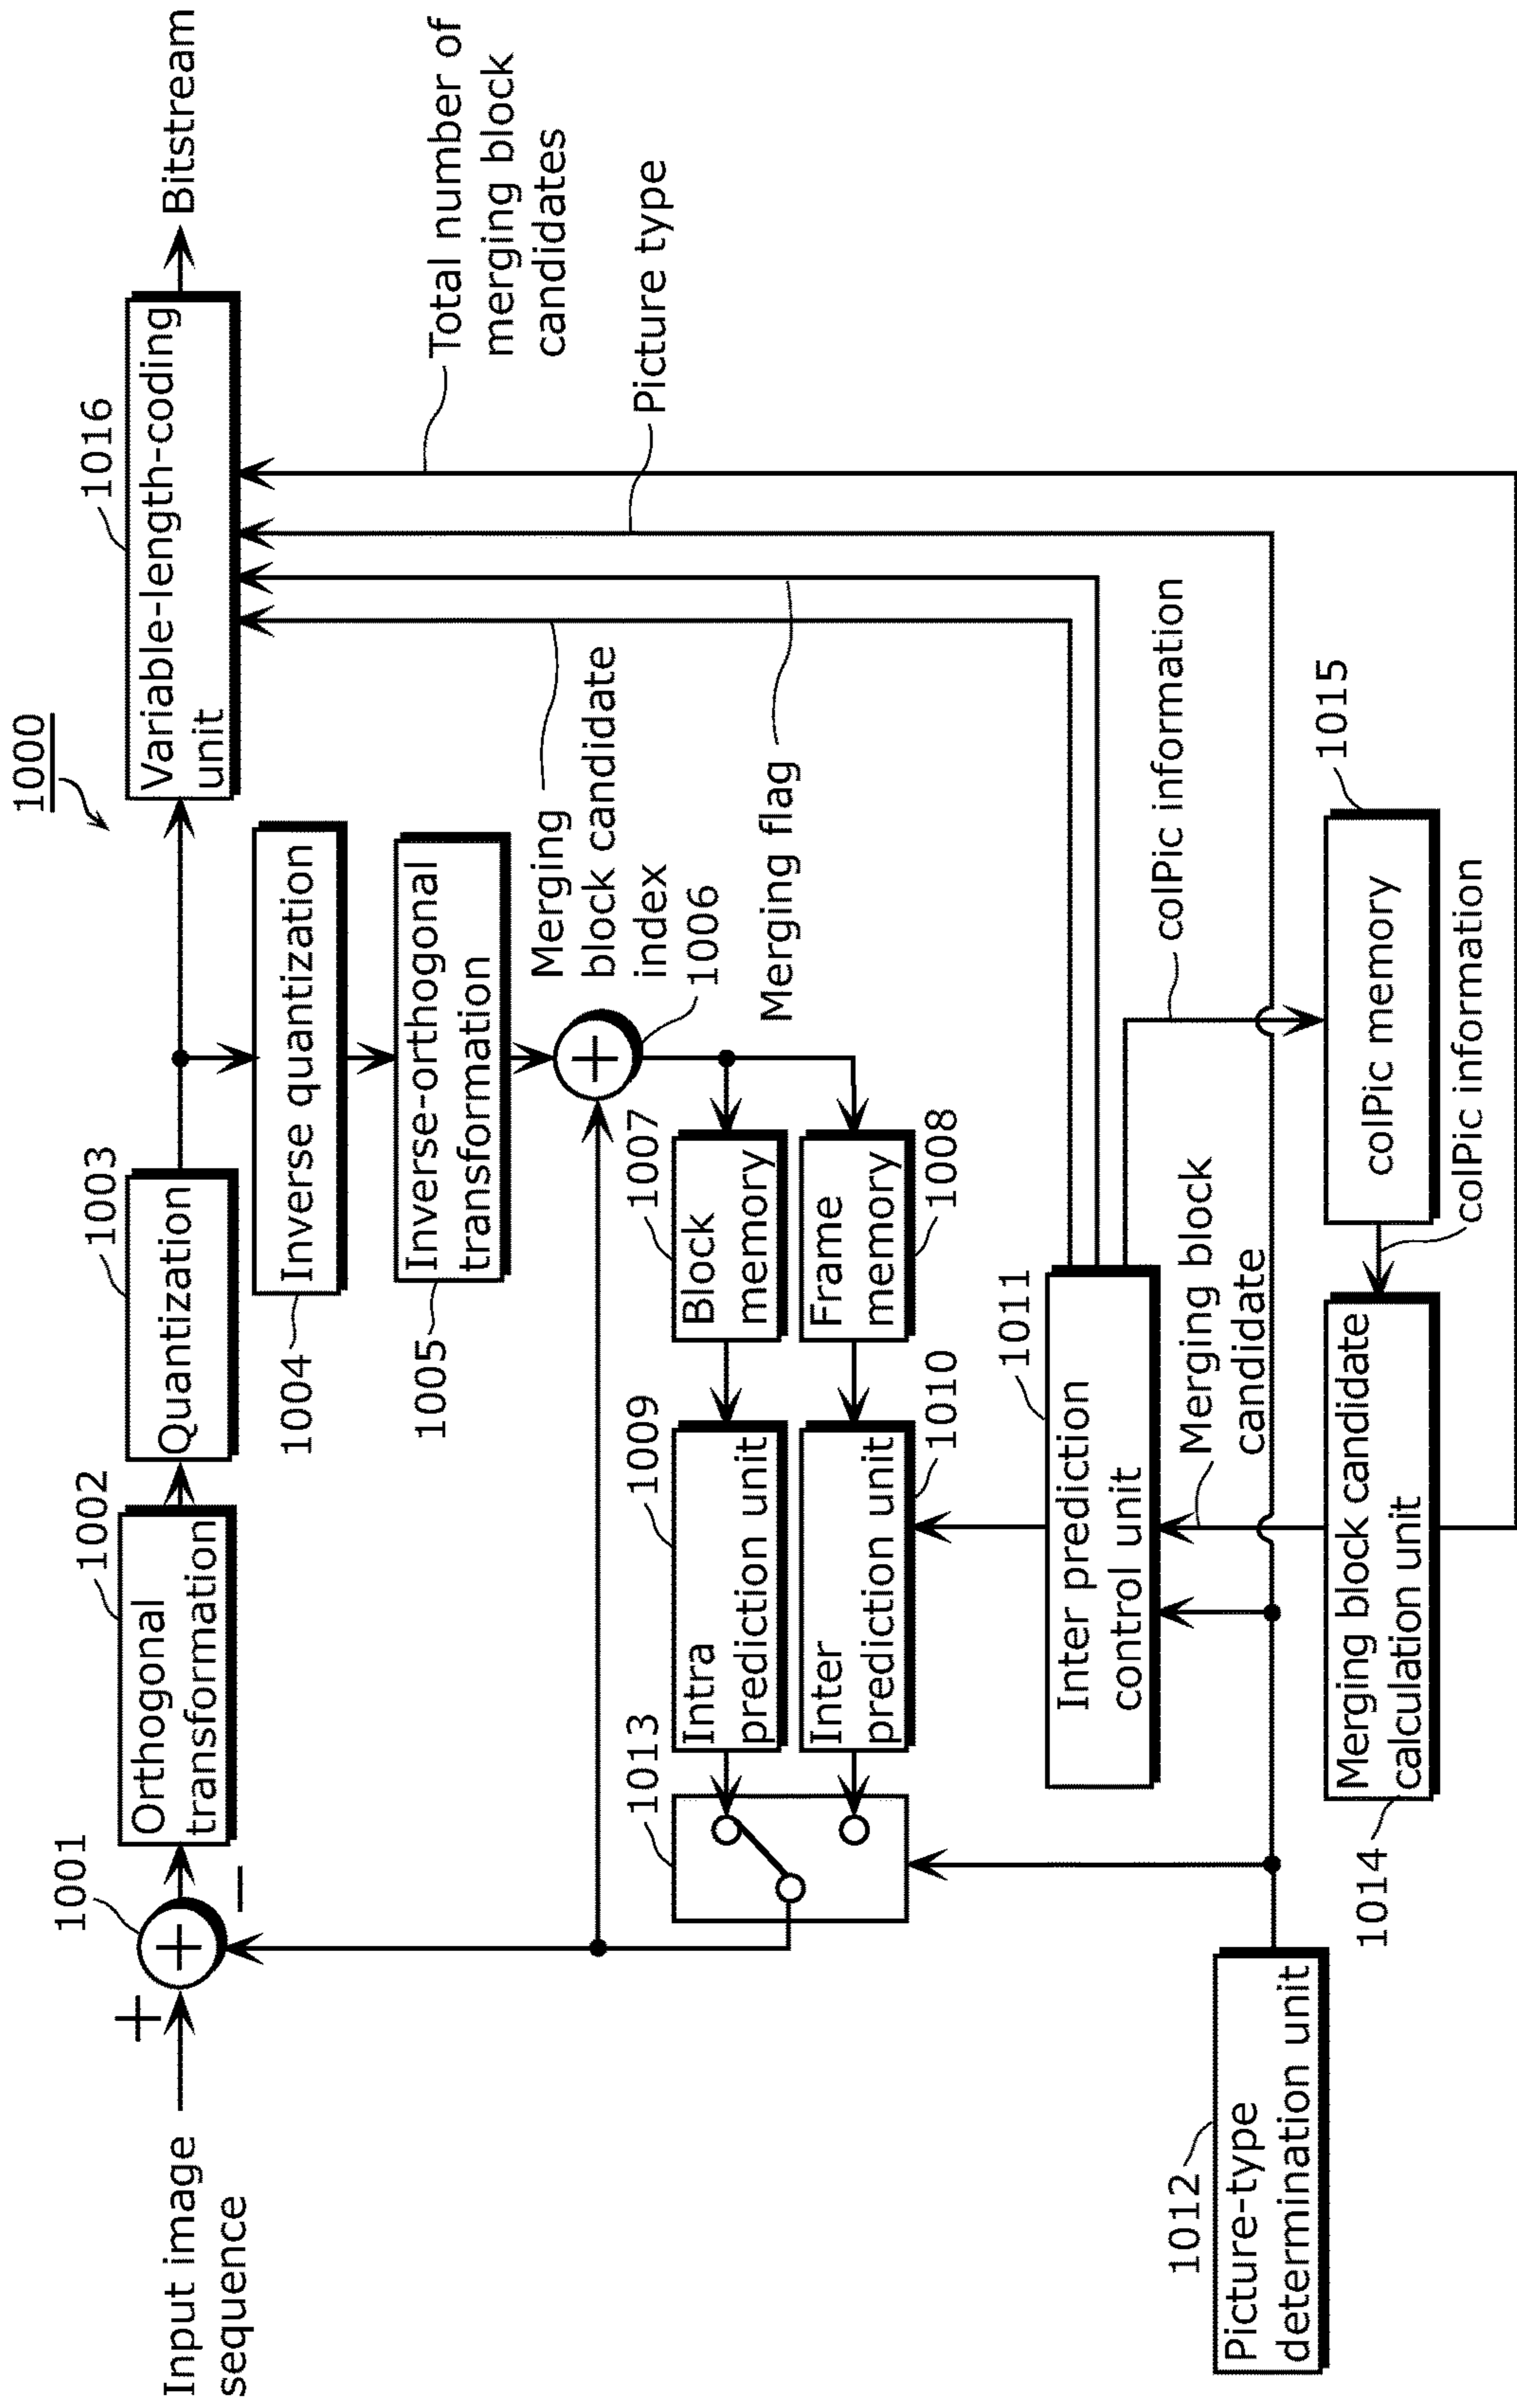 1000
Input image
sequence
+
−
1001
Orthogonal
transformation
1002
Quantization
1003
Variable-length-coding
unit
1016
Bitstream
Inverse quantization
1004
Inverse-orthogonal
transformation
1005
1006
Merging
block candidate
index
Total number of
merging block
candidates
Picture type
Merging flag
Block
memory
1007
Frame
memory
1008
Intra
prediction unit
1009
Inter
prediction unit
1010
1013
Inter prediction
control unit
1011
colPic information
Merging block
candidate
Picture-type
determination unit
1012
Merging block candidate
calculation unit
1014
colPic memory
1015
colPic information